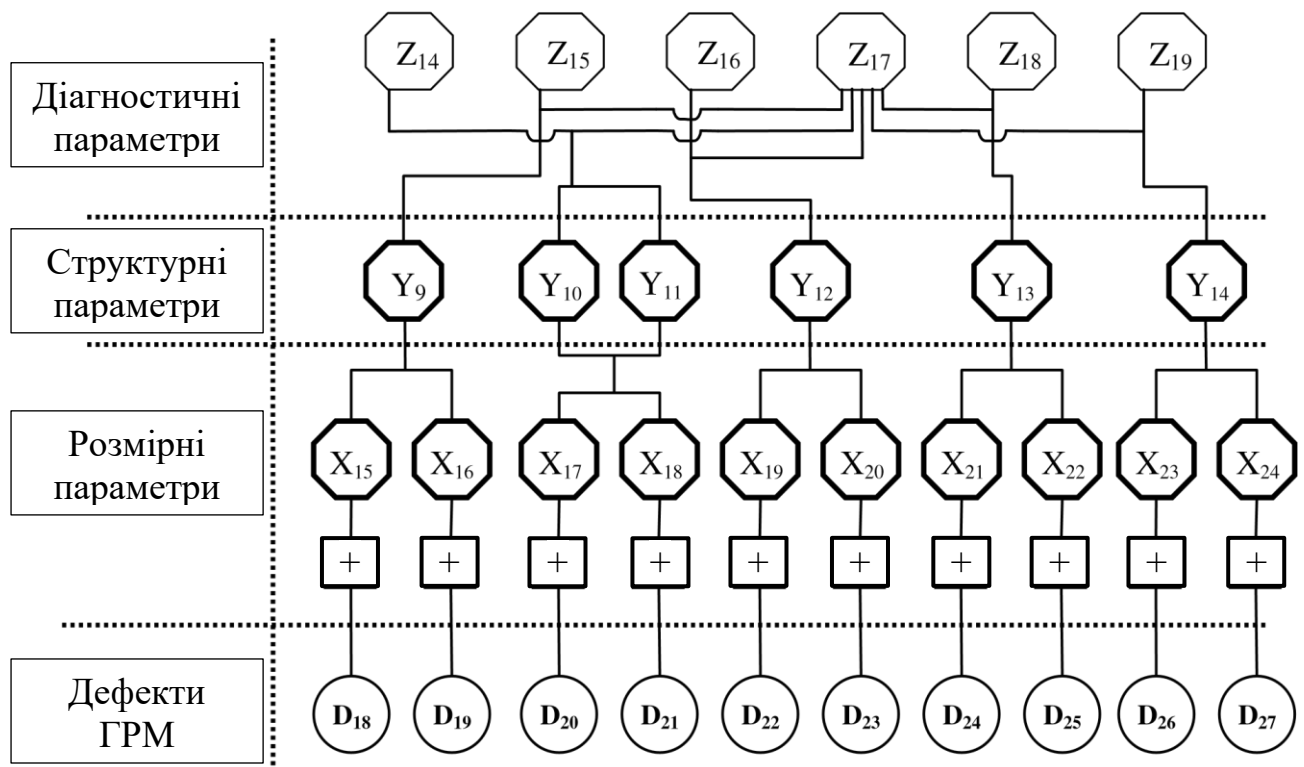 Z14 Z15 Z16 Z17 Z18 Z19
Діагностичні
параметри
Структурні
параметри
Y9 Y10 Y11 Y12 Y13 Y14
Розмірні
параметри
X15 X16 X17 X18 X19 X20 X21 X22 X23 X24
+ + + + + + + + + +
Дефекти
ГРМ
D18 D19 D20 D21 D22 D23 D24 D25 D26 D27